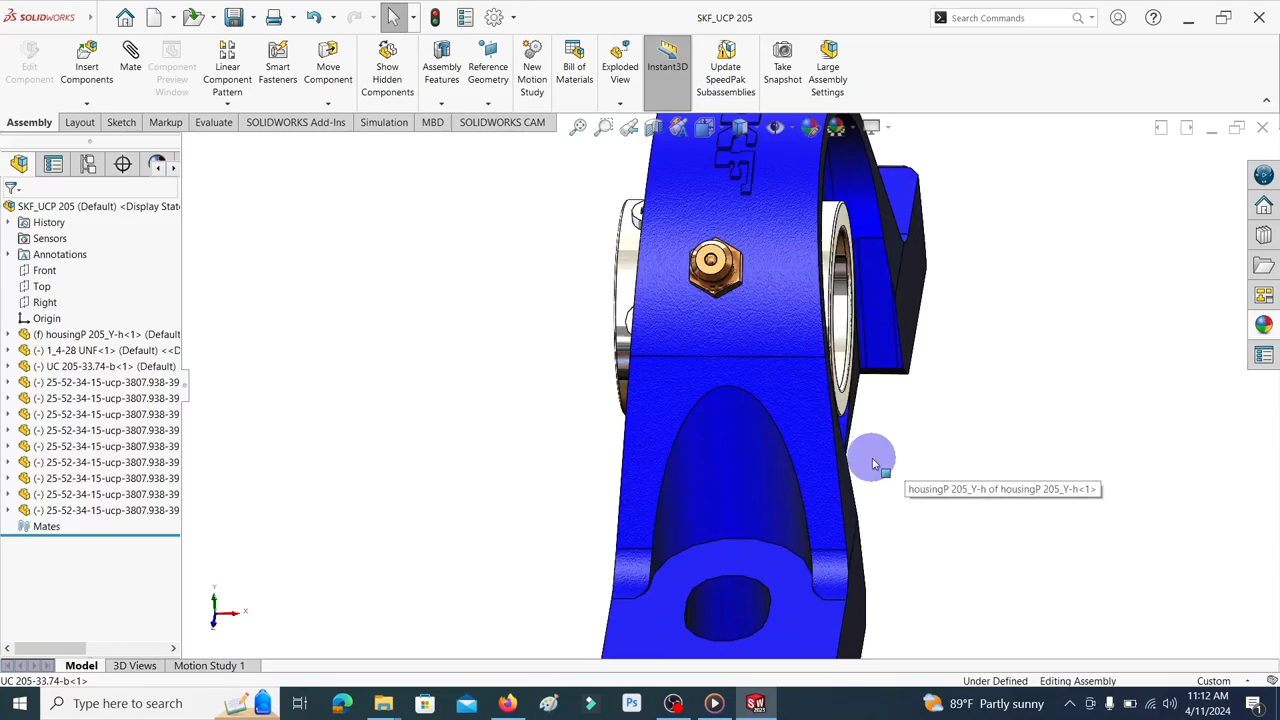 SOLIDWORKS
SKF_UCP 205
Search Commands
Edit Component
Insert Components
Mate
Component Preview Window
Linear Component Pattern
Smart Fasteners
Move Component
Show Hidden Components
Assembly Features
Reference Geometry
New Motion Study
Bill of Materials
Exploded View
Instant3D
Update SpeedPak Subassemblies
Take Snapshot
Large Assembly Settings
Assembly
Layout
Sketch
Markup
Evaluate
SOLIDWORKS Add-Ins
Simulation
MBD
SOLIDWORKS CAM
SKF_UCP 205 (Default) <Display State
History
Sensors
Annotations
Front
Top
Right
Origin
(f) housingP 205_Y-h<1> (Default
(-) 1_4-28 UNF<1> (Default) <<D
(-) UC 205-33.74-b<1> (Default)
(-) 25-52-34-15-ucp-3807.938-39
(-) 25-52-34-15-ucp-3807.938-39
(-) 25-52-34-15-ucp-3807.938-39
(-) 25-52-34-15-ucp-3807.938-39
(-) 25-52-34-15-ucp-3807.938-39
(-) 25-52-34-15-ucp-3807.938-39
(-) 25-52-34-15-ucp-3807.938-39
(-) 25-52-34-15-ucp-3807.938-39
(-) 25-52-34-15-ucp-3807.938-39
Mates
housingP 205_Y-h of housingP 205_Y-h<1>
Y
X
Z
Model
3D Views
Motion Study 1
UC 205-33.74-b<1>
Under Defined
Editing Assembly
Custom
Type here to search
Ps
SW
2021
89°F Partly sunny
11:12 AM
4/11/2024